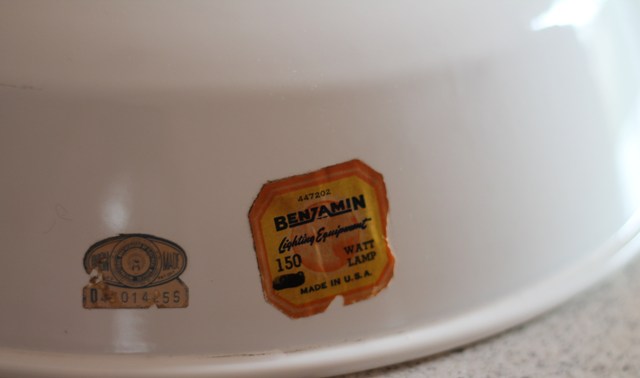 447202
BENJAMIN
Lighting Equipment
150 WATT
LAMP
MADE IN U.S.A.